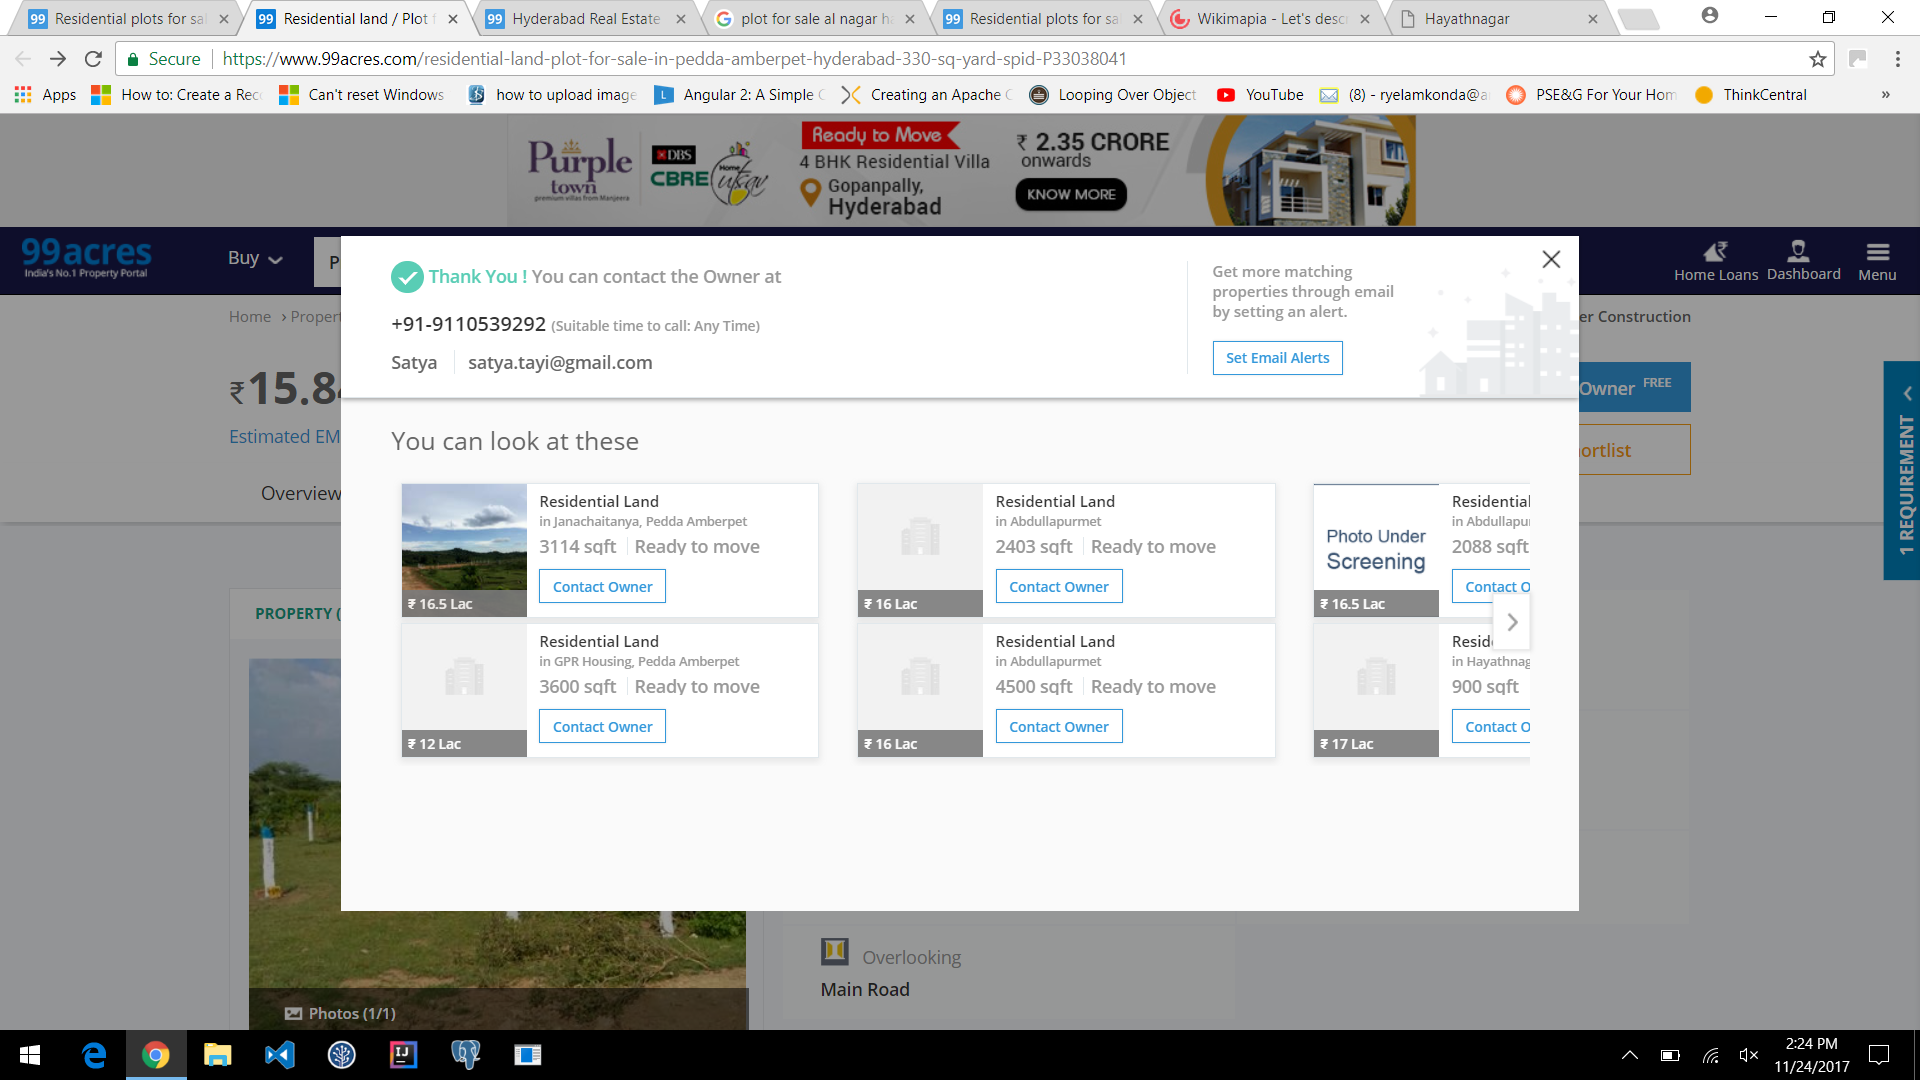 Residential plots for sa
Residential land / Plot f
Hyderabad Real Estate
plot for sale al nagar ha
Residential plots for sa
Wikimapia - Let's desc
Hayathnagar
Secure
https://www.99acres.com/residential-land-plot-for-sale-in-pedda-amberpet-hyderabad-330-sq-yard-spid-P33038041
Apps
How to: Create a Rec
Can't reset Windows
how to upload image
Angular 2: A Simple C
Creating an Apache C
Looping Over Object
YouTube
(8) - ryelamkonda@a
PSE&G For Your Hom
ThinkCentral
»
Purple
town
premium villas from Manjeera
DBS
CBRE
Home
utsav
Ready to Move
4 BHK Residential Villa
Gopanpally,
Hyderabad
₹ 2.35 CRORE
onwards
KNOW MORE
99acres
India's No.1 Property Portal
Buy
P
Home Loans
Dashboard
Menu
Home › Propert
er Construction
₹15.84
Estimated EM
Overview
Owner FREE
ortlist
1 REQUIREMENT
Thank You ! You can contact the Owner at
+91-9110539292 (Suitable time to call: Any Time)
Satya
satya.tayi@gmail.com
Get more matching
properties through email
by setting an alert.
Set Email Alerts
You can look at these
Residential Land
in Janachaitanya, Pedda Amberpet
3114 sqft
Ready to move
Contact Owner
₹ 16.5 Lac
Residential Land
in Abdullapurmet
2403 sqft
Ready to move
Contact Owner
₹ 16 Lac
Photo Under
Screening
Residential
in Abdullapur
2088 sqft
Contact O
₹ 16.5 Lac
Residential Land
in GPR Housing, Pedda Amberpet
3600 sqft
Ready to move
Contact Owner
₹ 12 Lac
Residential Land
in Abdullapurmet
4500 sqft
Ready to move
Contact Owner
₹ 16 Lac
Resid
in Hayathnag
900 sqft
Contact O
₹ 17 Lac
PROPERTY (
Photos (1/1)
Overlooking
Main Road
2:24 PM
11/24/2017